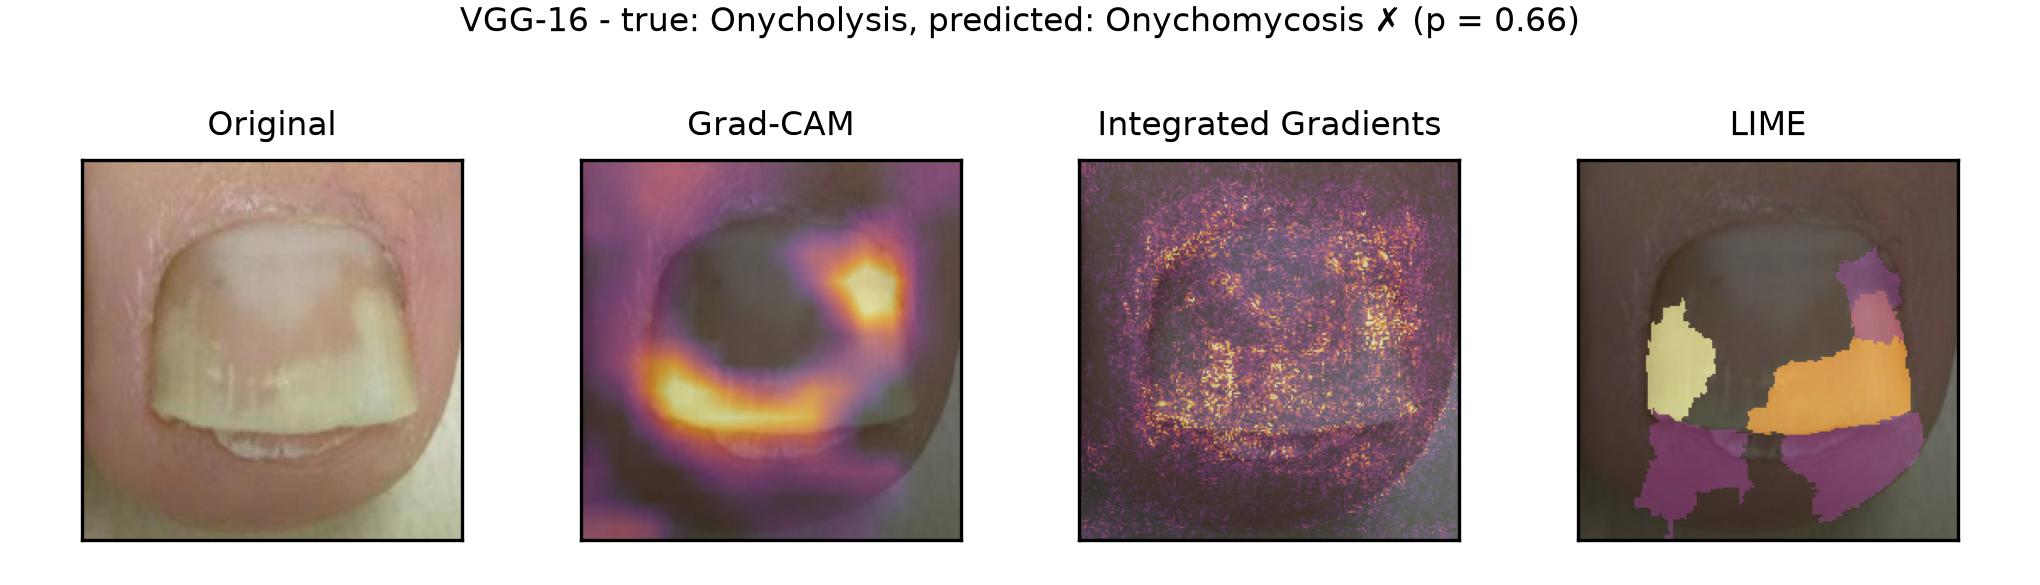 VGG-16 - true: Onycholysis, predicted: Onychomycosis ✗ (p = 0.66)
Original
Grad-CAM
Integrated Gradients
LIME